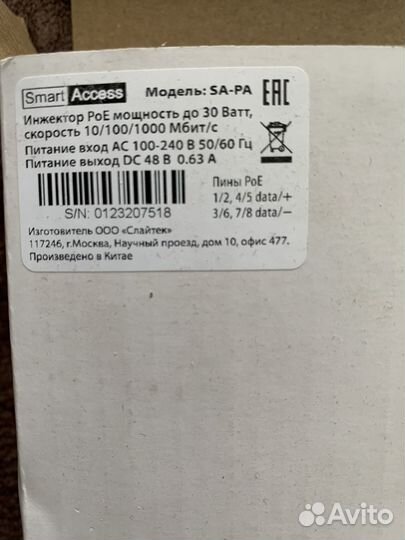 Smart Access Модель: SA-PA EAC
Инжектор PoE мощность до 30 Ватт,
скорость 10/100/1000 Мбит/с
Питание вход AC 100-240 В 50/60 Гц
Питание выход DC 48 В 0.63 А
Пины PoE
1/2, 4/5 data/+
3/6, 7/8 data/−
S/N: 0123207518
Изготовитель ООО «Слайтек»
117246, г.Москва, Научный проезд, дом 10, офис 477.
Произведено в Китае
Avito